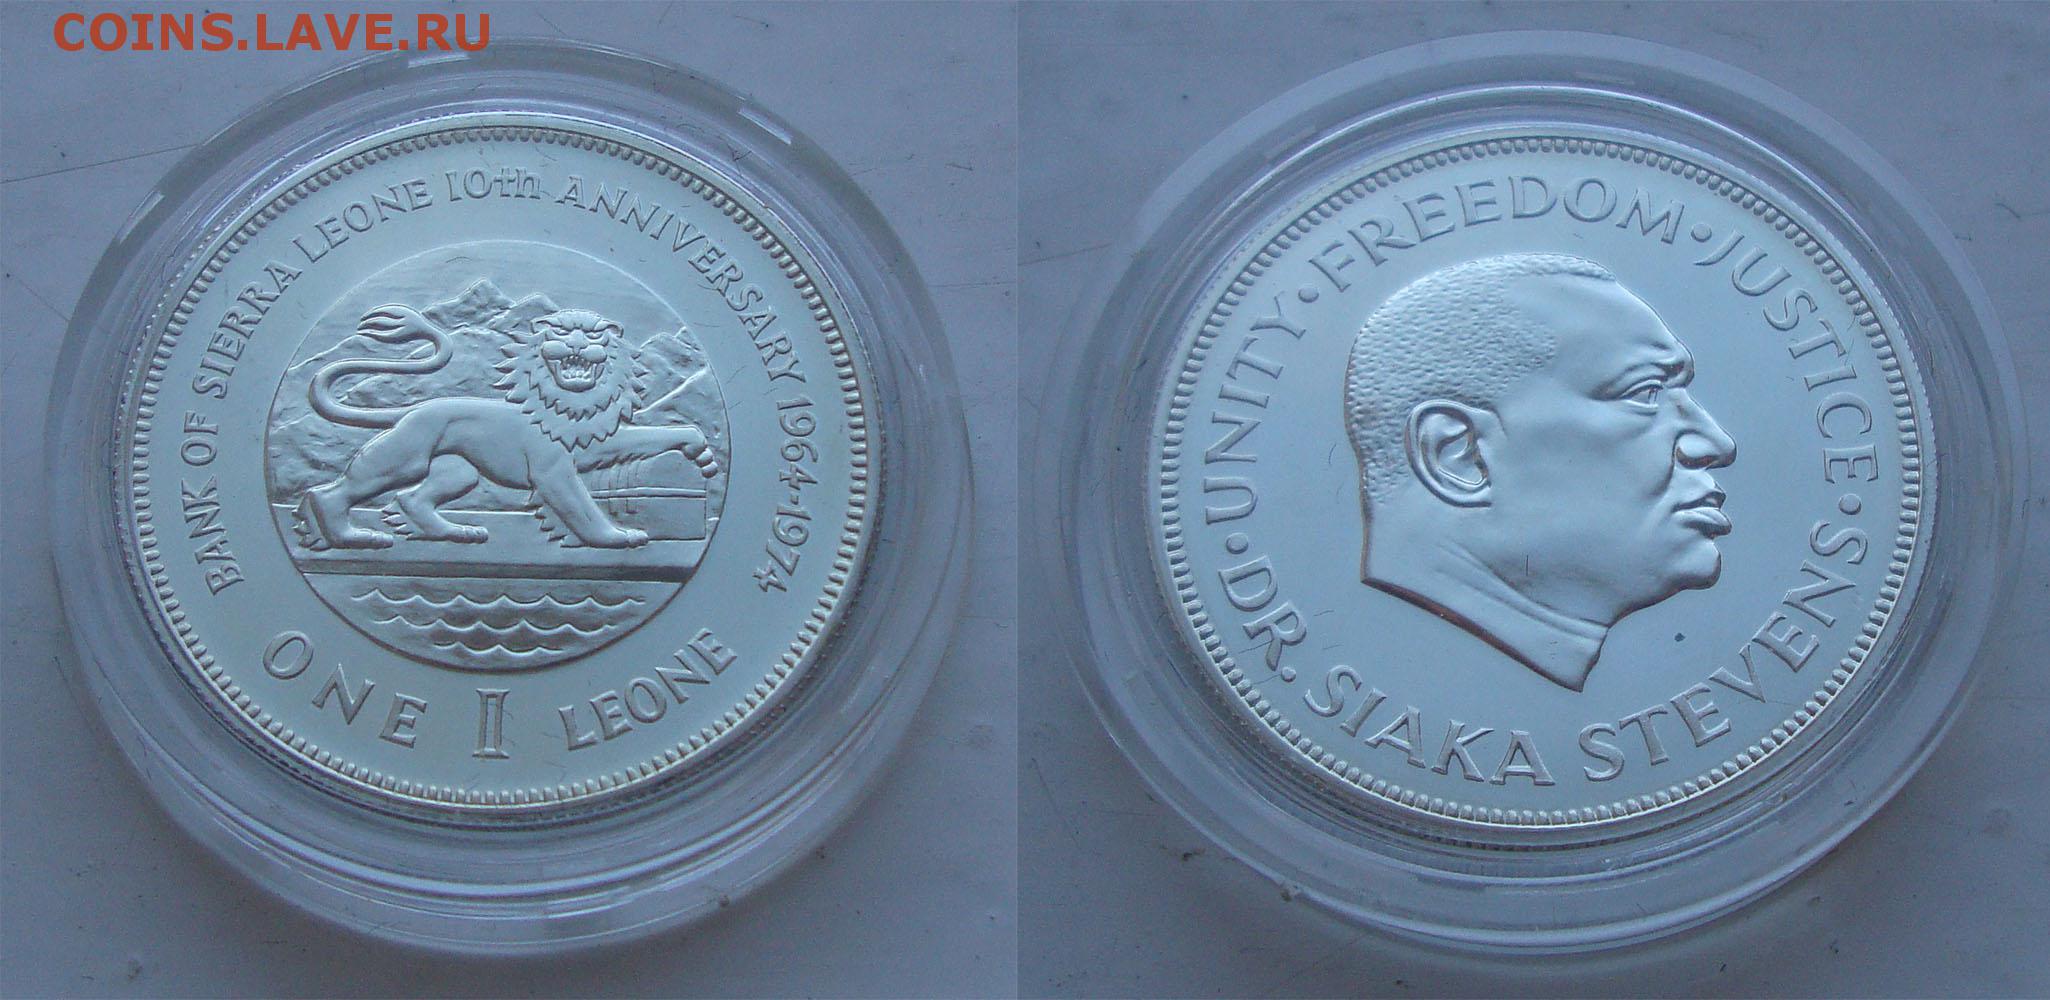 COINS.LAVE.RU
BANK OF SIERRA LEONE 10th ANNIVERSARY 1964-1974
ONE 1 LEONE
UNITY·FREEDOM·JUSTICE·
DR. SIAKA STEVENS·